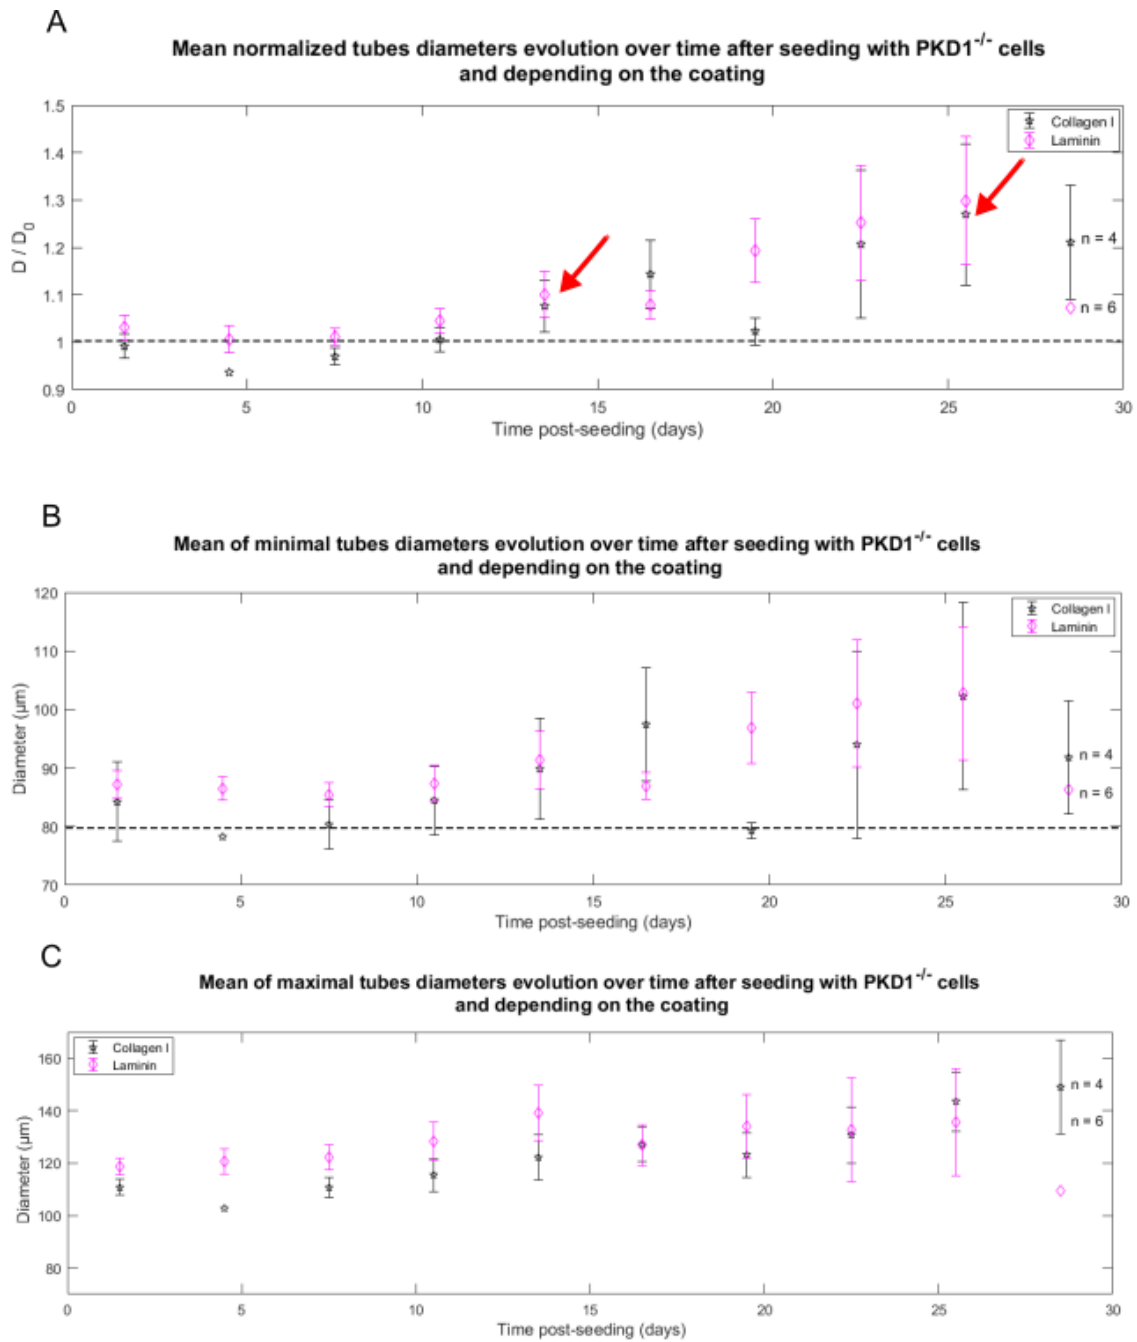 A
Mean normalized tubes diameters evolution over time after seeding with PKD1-/- cells
and depending on the coating
1.5
1.4
1.3
1.2
1.1
1
0.9
D / D0
Collagen I
Laminin
n = 4
n = 6
0 5 10 15 20 25 30
Time post-seeding (days)
B
Mean of minimal tubes diameters evolution over time after seeding with PKD1-/- cells
and depending on the coating
120
110
100
90
80
70
Diameter (µm)
Collagen I
Laminin
n = 4
n = 6
0 5 10 15 20 25 30
Time post-seeding (days)
C
Mean of maximal tubes diameters evolution over time after seeding with PKD1-/- cells
and depending on the coating
160
140
120
100
80
Diameter (µm)
Collagen I
Laminin
n = 4
n = 6
0 5 10 15 20 25 30
Time post-seeding (days)